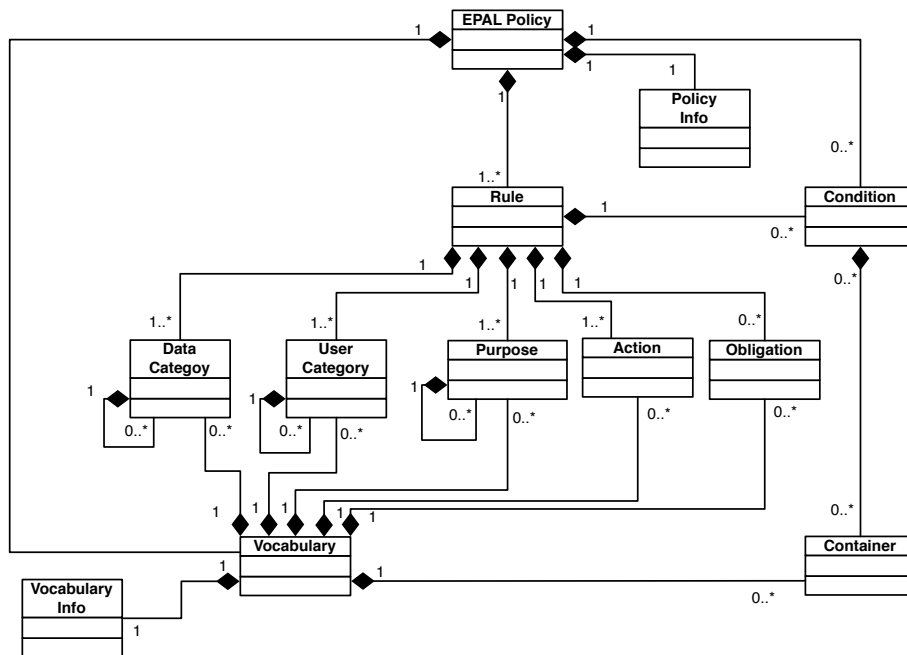 EPAL Policy
1
1
1
1
1
Policy
Info
0..*
1..*
Rule
1
Condition
0..*
1
1
1
1
1
0..*
1..*
1..*
1..*
1..*
0..*
Data
Categoy
User
Category
Purpose
Action
Obligation
1
1
1
0..*
0..*
0..*
0..*
0..*
0..*
0..*
0..*
1
1
1
1
1
0..*
Vocabulary
Container
1
1
0..*
Vocabulary
Info
1